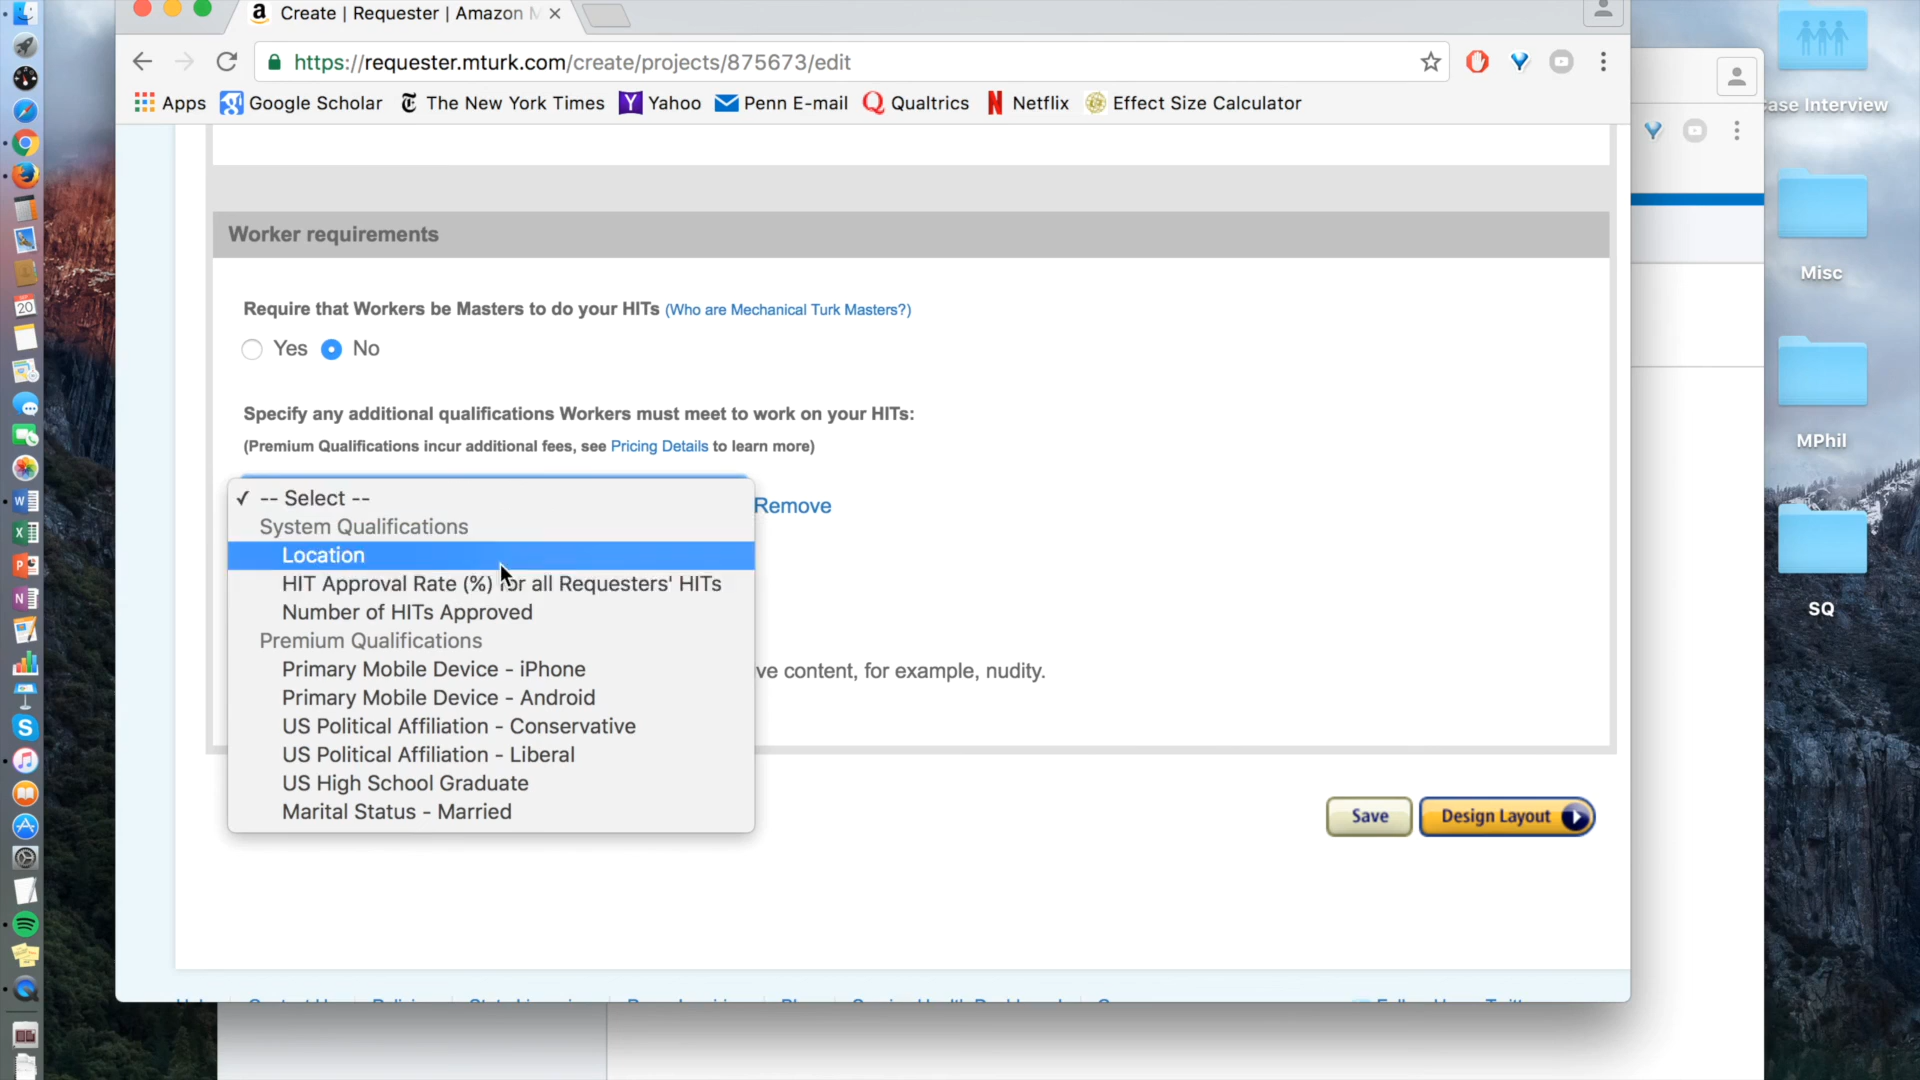 Create | Requester | Amazon M
https://requester.mturk.com/create/projects/875673/edit
Apps Google Scholar The New York Times Yahoo Penn E-mail Qualtrics Netflix Effect Size Calculator
Worker requirements
Require that Workers be Masters to do your HITs (Who are Mechanical Turk Masters?)
Yes No
Specify any additional qualifications Workers must meet to work on your HITs:
(Premium Qualifications incur additional fees, see Pricing Details to learn more)
✓ -- Select --
Remove
System Qualifications
Location
HIT Approval Rate (%) for all Requesters' HITs
Number of HITs Approved
Premium Qualifications
Primary Mobile Device - iPhone
ve content, for example, nudity.
Primary Mobile Device - Android
US Political Affiliation - Conservative
US Political Affiliation - Liberal
US High School Graduate
Marital Status - Married
Save Design Layout
ase Interview
Misc
MPhil
SQ
SEP
20